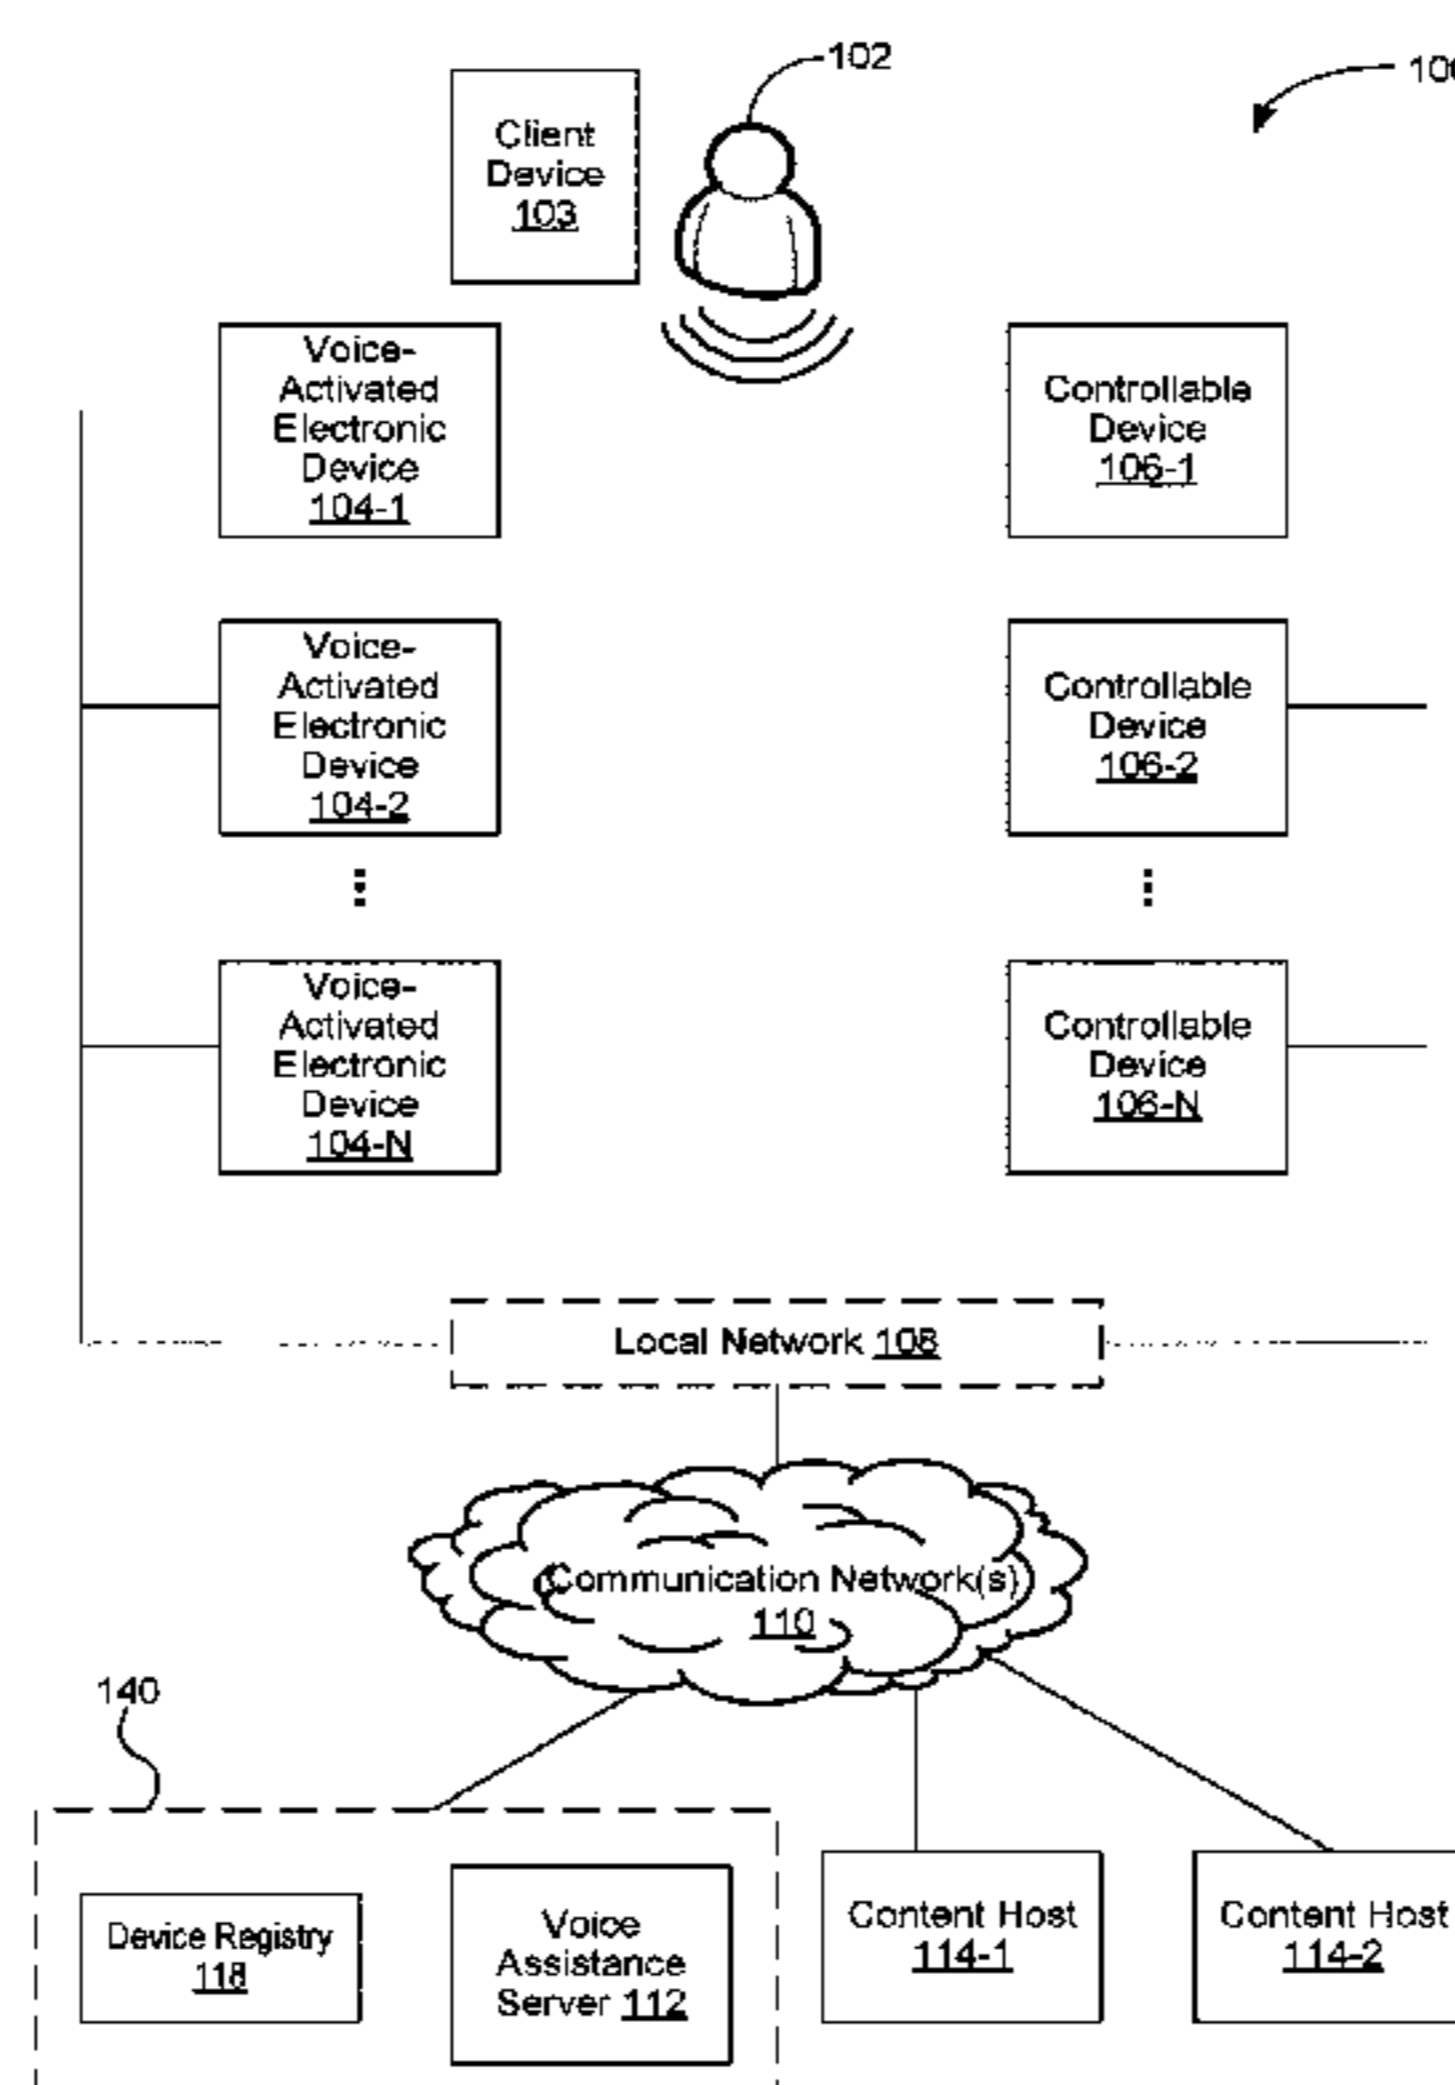 102
Client
Device
103
Voice-
Activated
Electronic
Device
104-1
Controllable
Device
106-1
Voice-
Activated
Electronic
Device
104-2
Controllable
Device
106-2
Voice-
Activated
Electronic
Device
104-N
Controllable
Device
106-N
Local Network 108
Communication Network(s)
110
140
Device Registry
118
Voice
Assistance
Server 112
Content Host
114-1
Content Host
114-2